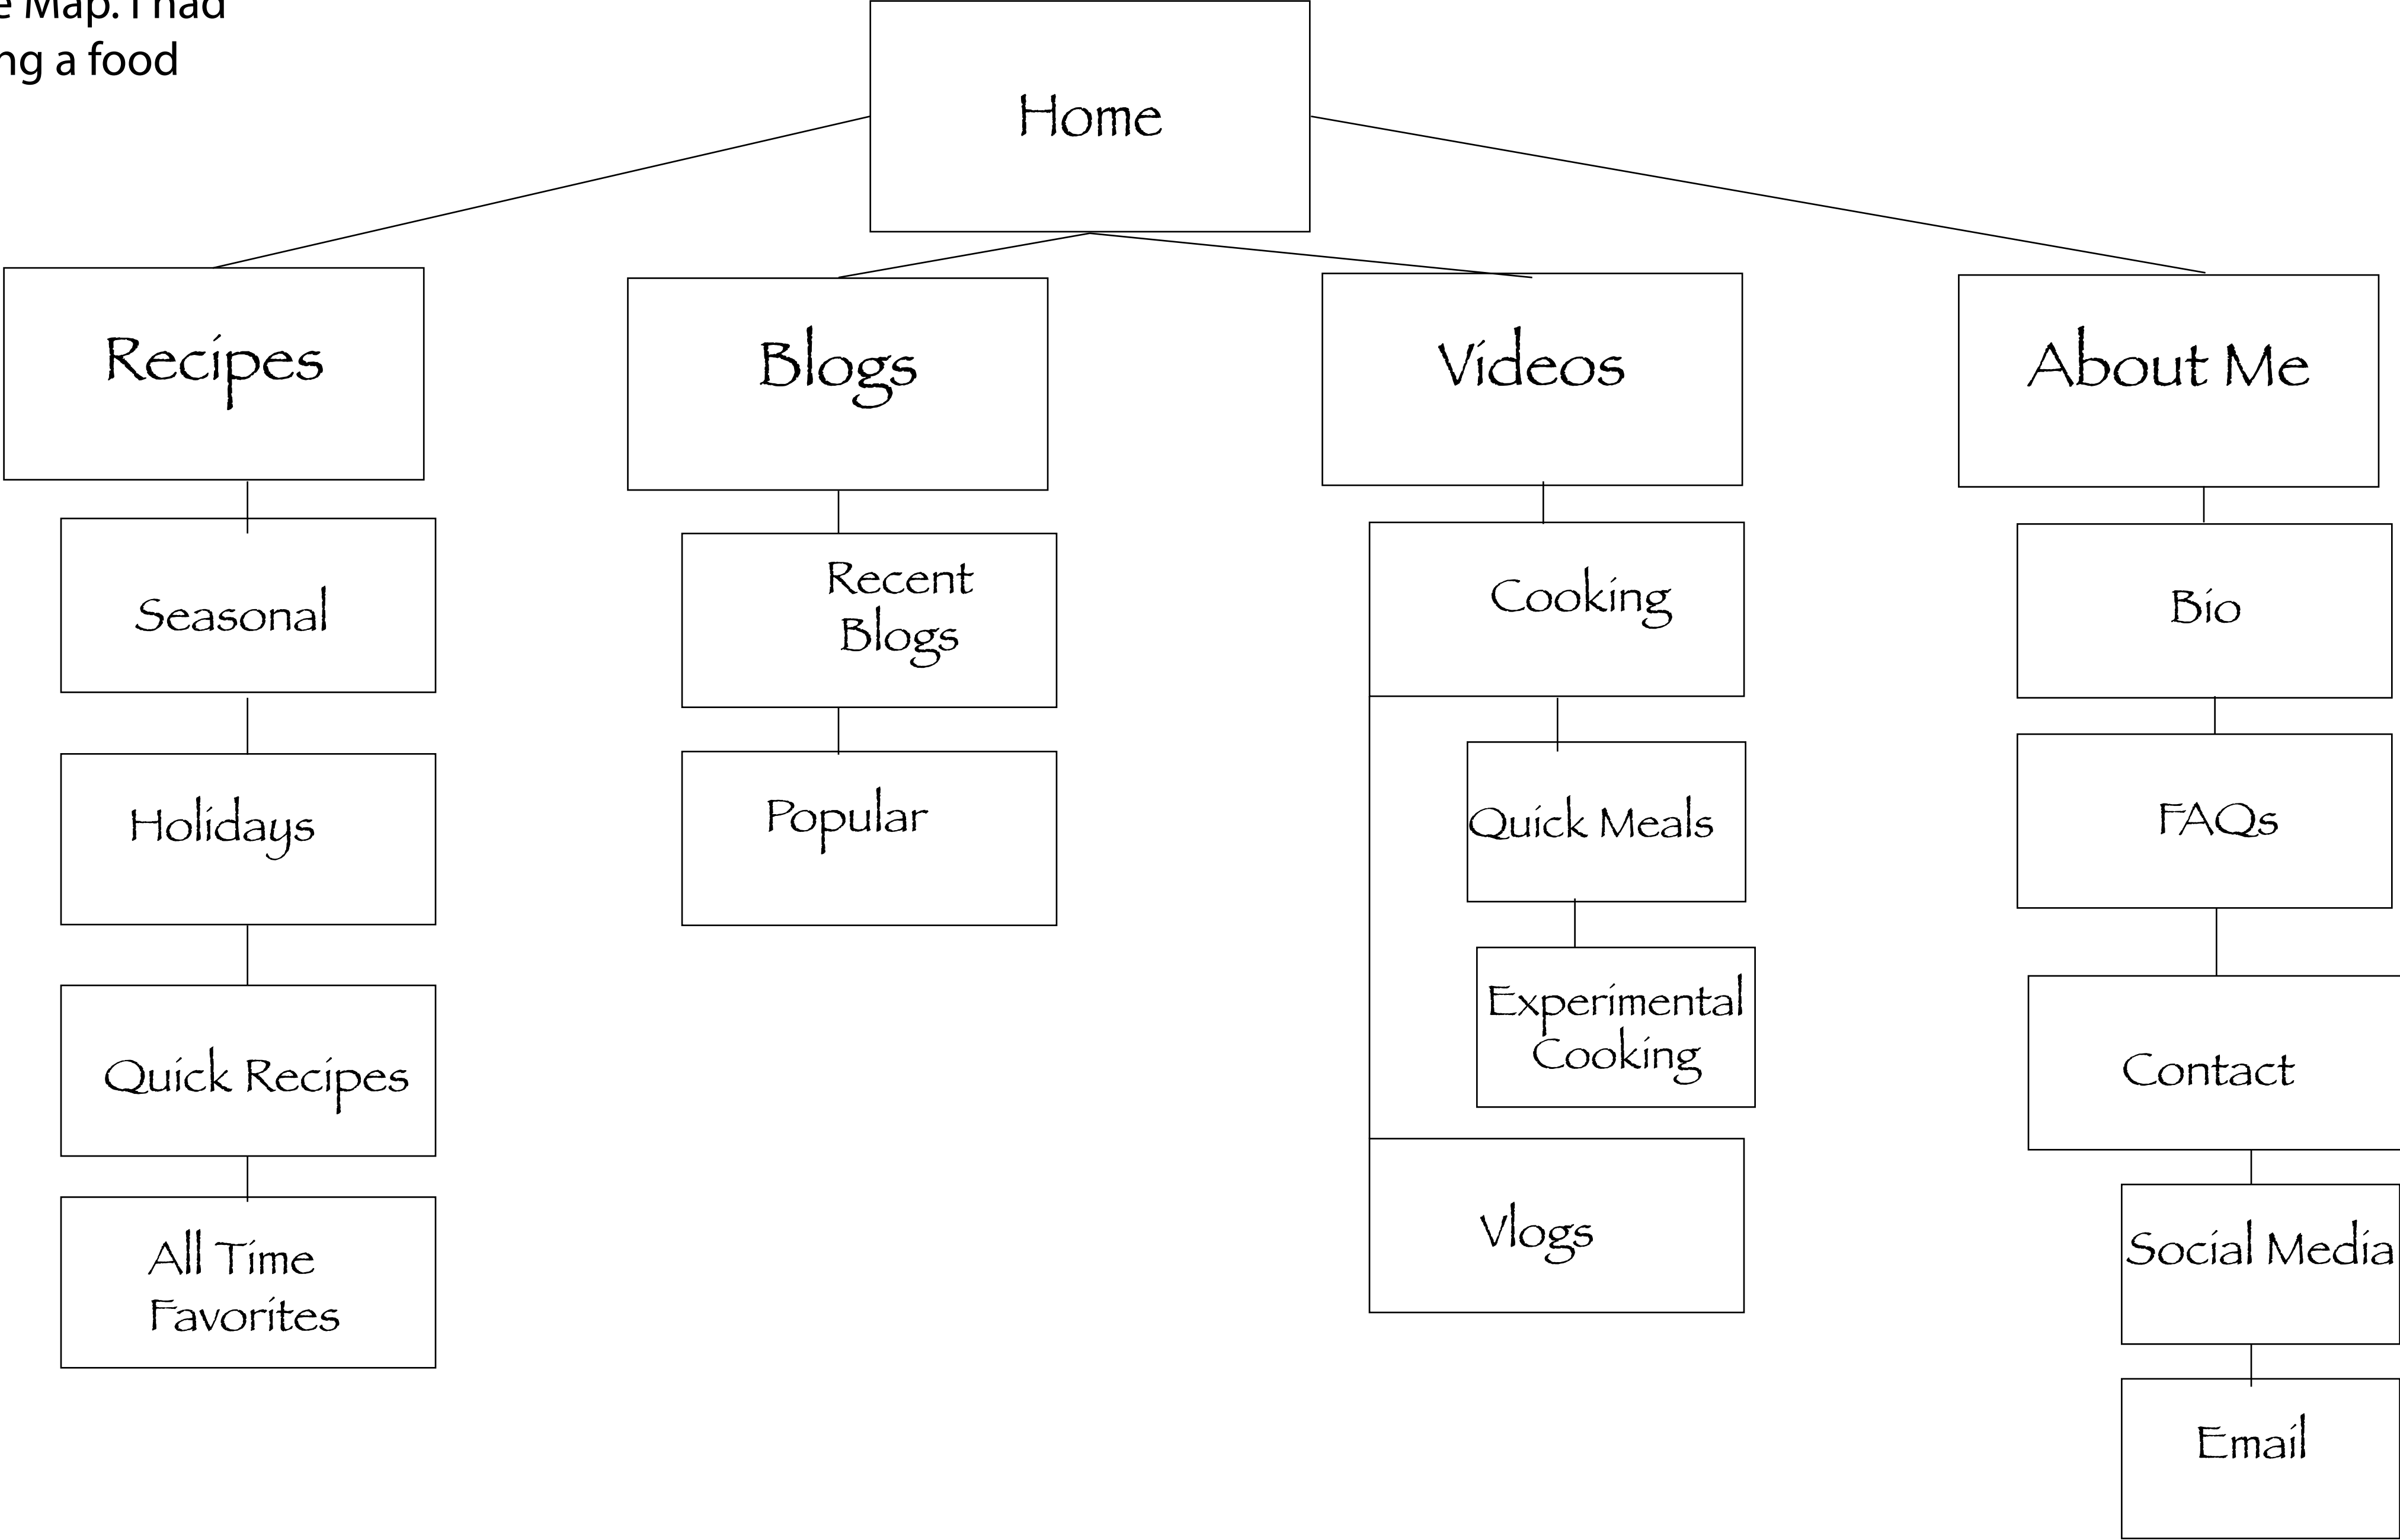 e Map. I had
ng a food
Home
Recipes
Blogs
Videos
About Me
Seasonal
Holidays
Quick Recipes
All Time
Favorites
Recent
Blogs
Popular
Cooking
Quick Meals
Experimental
Cooking
Vlogs
Bio
FAQs
Contact
Social Media
Email